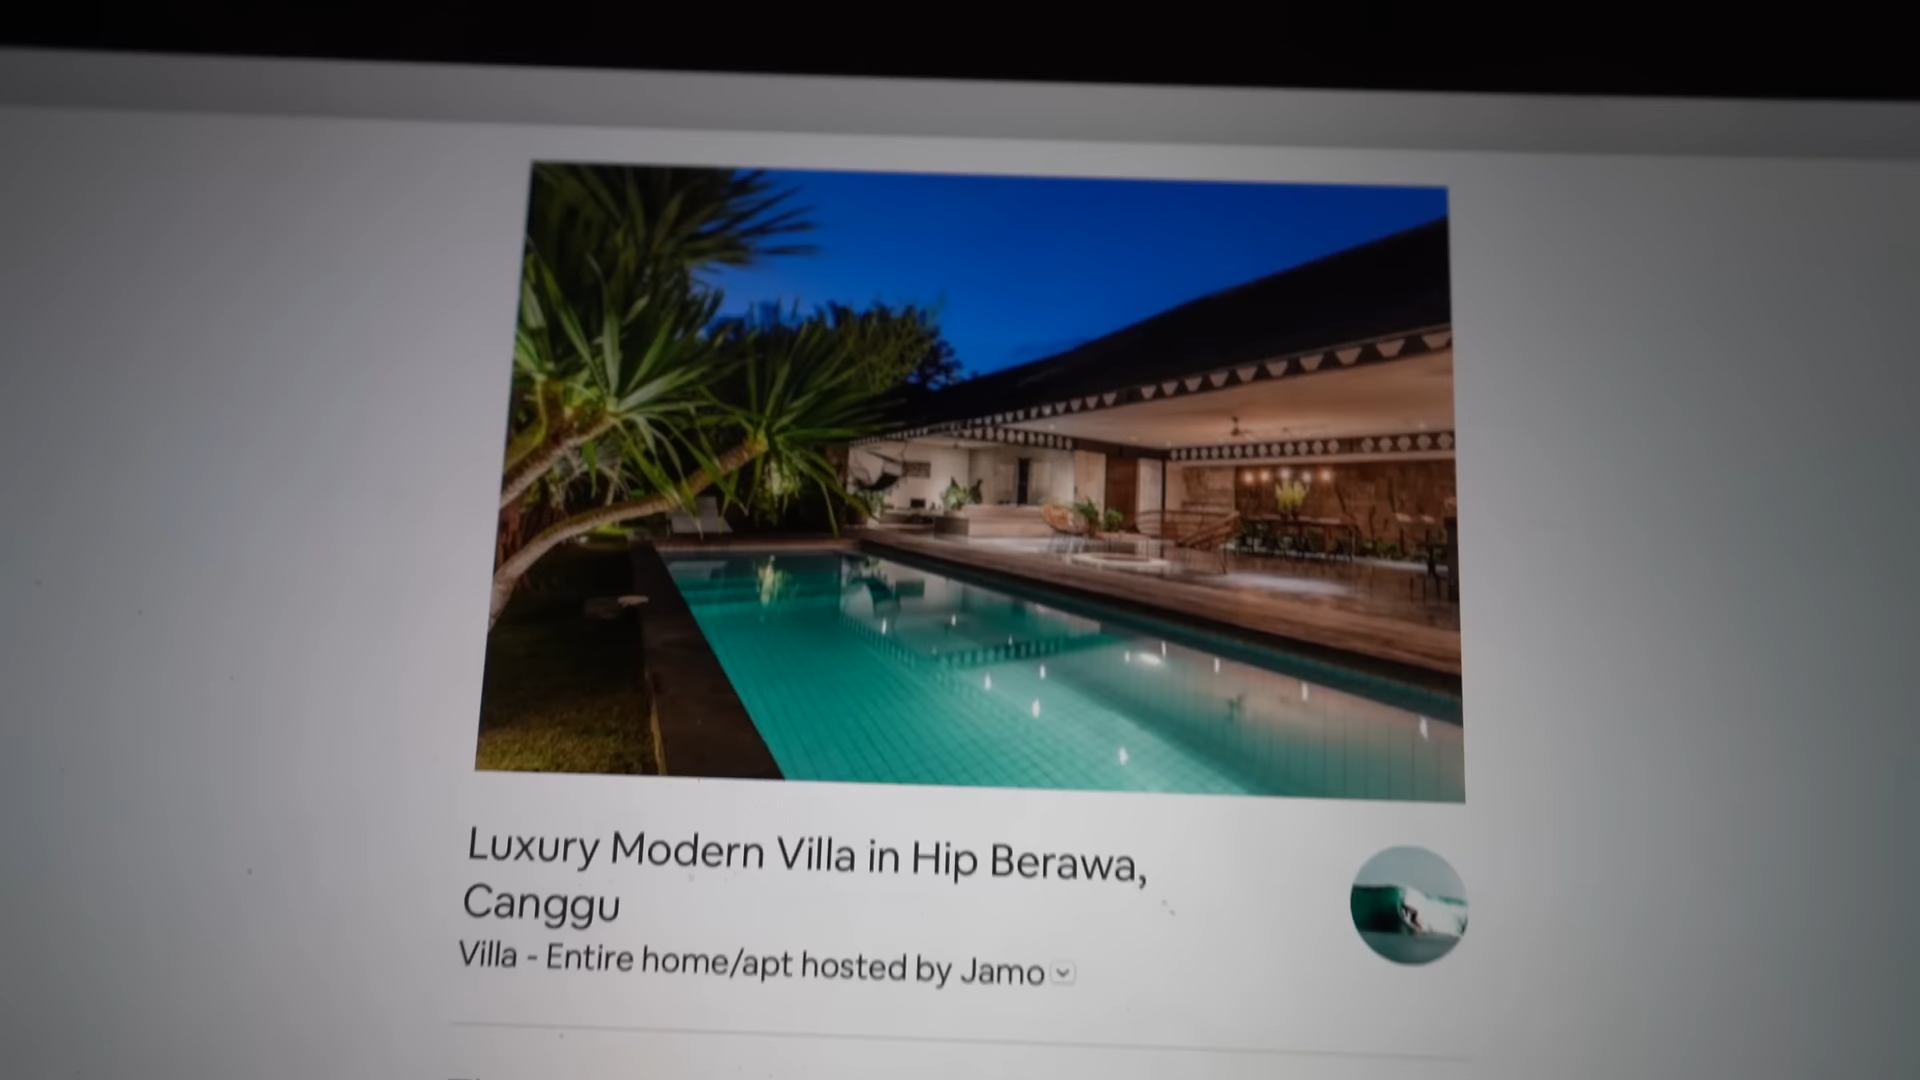 Luxury Modern Villa in Hip Berawa,
Canggu
Villa - Entire home/apt hosted by Jamo